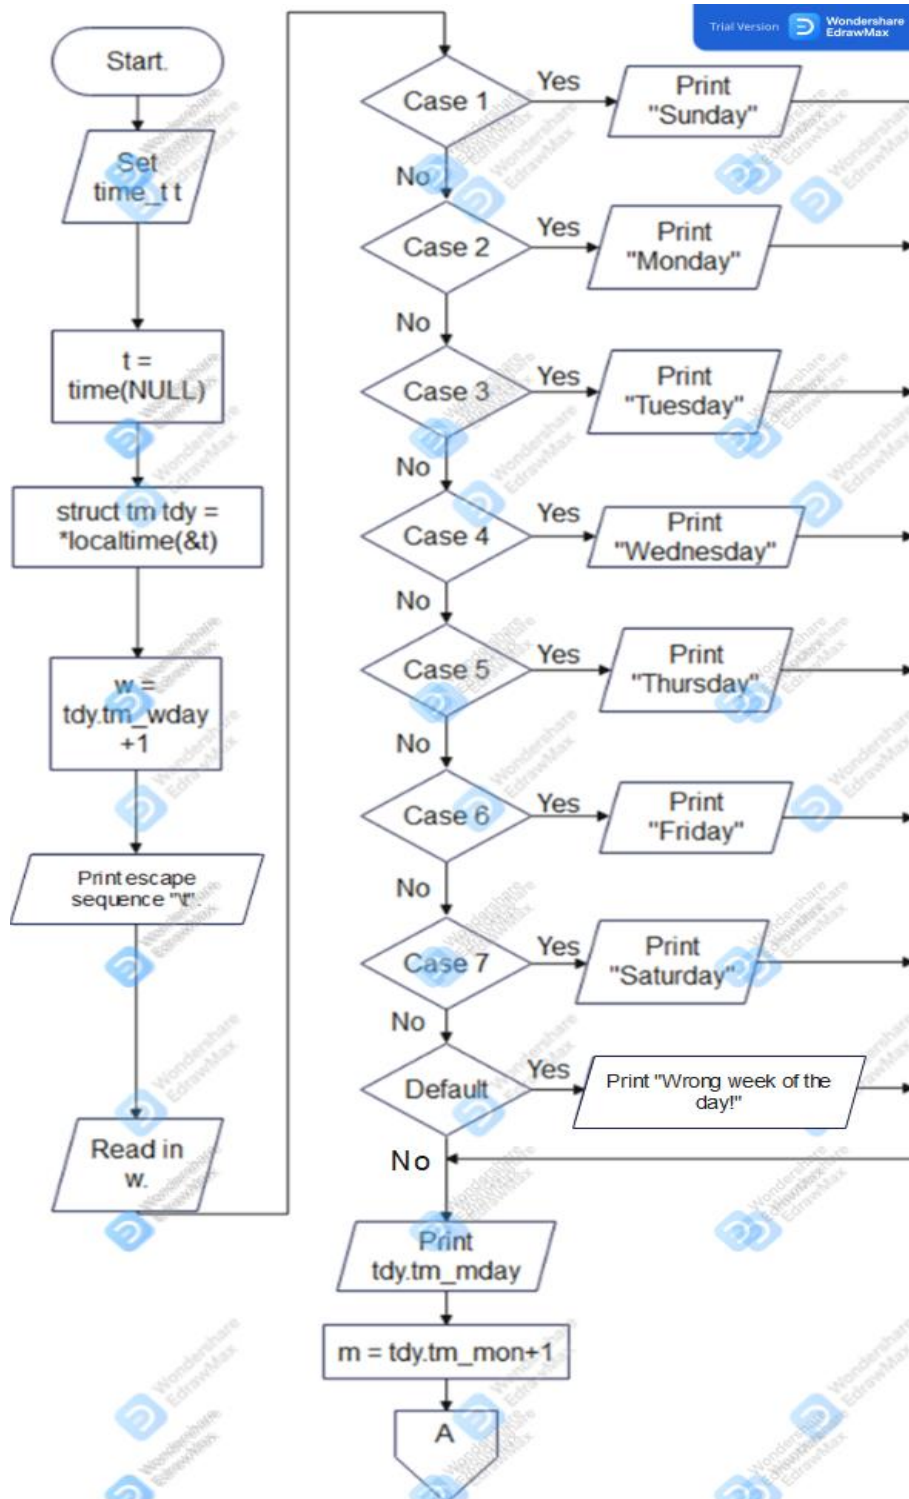 Trial Version
Wondershare
EdrawMax
Start.
Set
time_t t
t =
time(NULL)
struct tm tdy =
*localtime(&t)
w =
tdy.tm_wday
+1
Print escape
sequence "\t".
Read in
w.
Case 1
Yes
Print
"Sunday"
No
Case 2
Yes
Print
"Monday"
No
Case 3
Yes
Print
"Tuesday"
No
Case 4
Yes
Print
"Wednesday"
No
Case 5
Yes
Print
"Thursday"
No
Case 6
Yes
Print
"Friday"
No
Case 7
Yes
Print
"Saturday"
No
Default
Yes
Print "Wrong week of the
day!"
No
Print
tdy.tm_mday
m = tdy.tm_mon+1
A